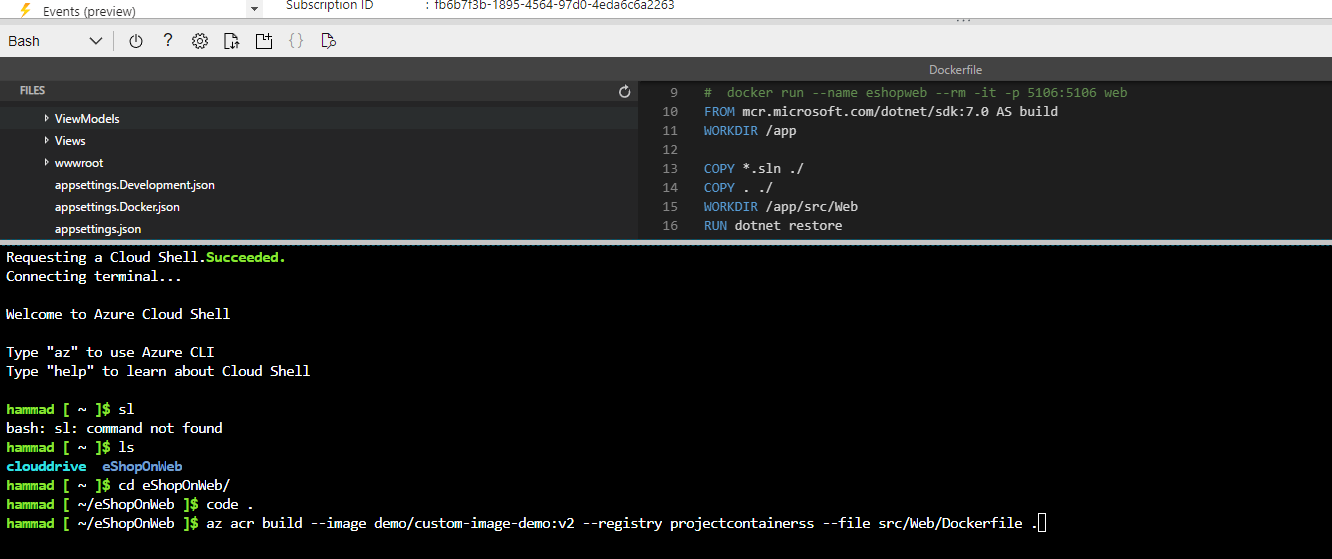 Events (preview)
Subscription ID : fb6b7f3b-1895-4564-97d0-4eda6c6a2263
Bash
Dockerfile
FILES
ViewModels
Views
wwwroot
appsettings.Development.json
appsettings.Docker.json
appsettings.json
9 # docker run --name eshopweb --rm -it -p 5106:5106 web
10 FROM mcr.microsoft.com/dotnet/sdk:7.0 AS build
11 WORKDIR /app
12
13 COPY *.sln ./
14 COPY . ./
15 WORKDIR /app/src/Web
16 RUN dotnet restore
Requesting a Cloud Shell.Succeeded.
Connecting terminal...
Welcome to Azure Cloud Shell
Type "az" to use Azure CLI
Type "help" to learn about Cloud Shell
hammad [ ~ ]$ sl
bash: sl: command not found
hammad [ ~ ]$ ls
clouddrive eShopOnWeb
hammad [ ~ ]$ cd eShopOnWeb/
hammad [ ~/eShopOnWeb ]$ code .
hammad [ ~/eShopOnWeb ]$ az acr build --image demo/custom-image-demo:v2 --registry projectcontainerss --file src/Web/Dockerfile .